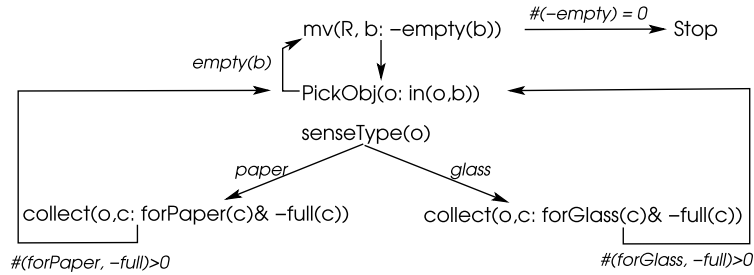 #(–empty) = 0
mv(R, b: –empty(b)) Stop
empty(b)
PickObj(o: in(o,b))
senseType(o)
paper glass
collect(o,c: forPaper(c)& –full(c)) collect(o,c: forGlass(c)& –full(c))
#(forPaper, –full)>0 #(forGlass, –full)>0